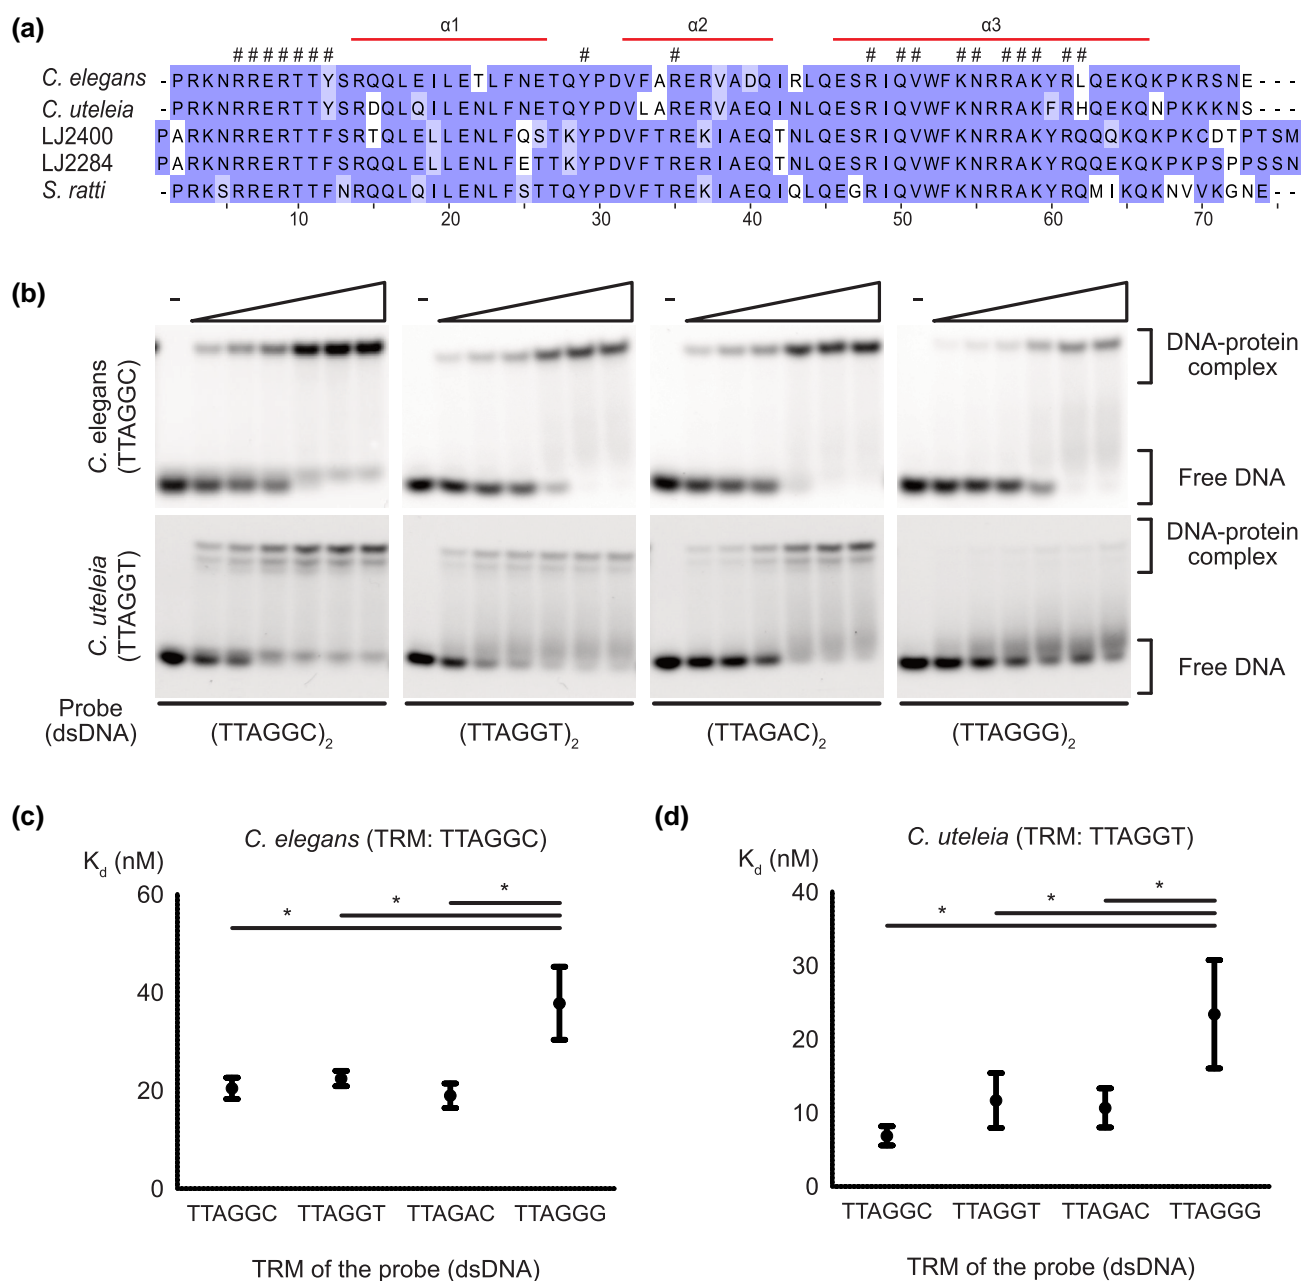 (a)
α1 α2 α3
####### # # # ## ## ### ##
C. elegans -PRKNRRERTTYSRQQLEILETLFNETQYPDVFARERVADQIRLQESRIQVWFKNRRAKYRLQEKQKPKRSNE---
C. uteleia -PRKNRRERTTYSRDQLQILENLFNETQYPDVLARERVAEQINLQESRIQVWFKNRRAKFRHQEKQNPKKKNS---
LJ2400 PARKNRRERTTFSRTQLELLENLFQSTKYPDVFTREKIAEQTNLQESRIQVWFKNRRAKYRQQQKQKPKCDTPTSM
LJ2284 PARKNRRERTTFSRQQLELLENLFETTKYPDVFTRERIAEQTNLQESRIQVWFKNRRAKYRQQEKQKPKPSPPSSN
S. ratti -PRKSRRERTTFNRQQLQILENLFSTTQYPDVFTREKIAEQIQLQEGRIQVWFKNRRAKYRQMIKQKNVVKGNE--
10 20 30 40 50 60 70
(b)
– – – –
C. elegans
(TTAGGC)
DNA-protein
complex
Free DNA
C. uteleia
(TTAGGT)
DNA-protein
complex
Free DNA
Probe
(dsDNA)
(TTAGGC)2 (TTAGGT)2 (TTAGAC)2 (TTAGGG)2
(c)
C. elegans (TRM: TTAGGC)
Kd (nM)
60
40
20
0
* * *
TTAGGC TTAGGT TTAGAC TTAGGG
TRM of the probe (dsDNA)
(d)
C. uteleia (TRM: TTAGGT)
Kd (nM)
40
30
20
10
0
* * *
TTAGGC TTAGGT TTAGAC TTAGGG
TRM of the probe (dsDNA)